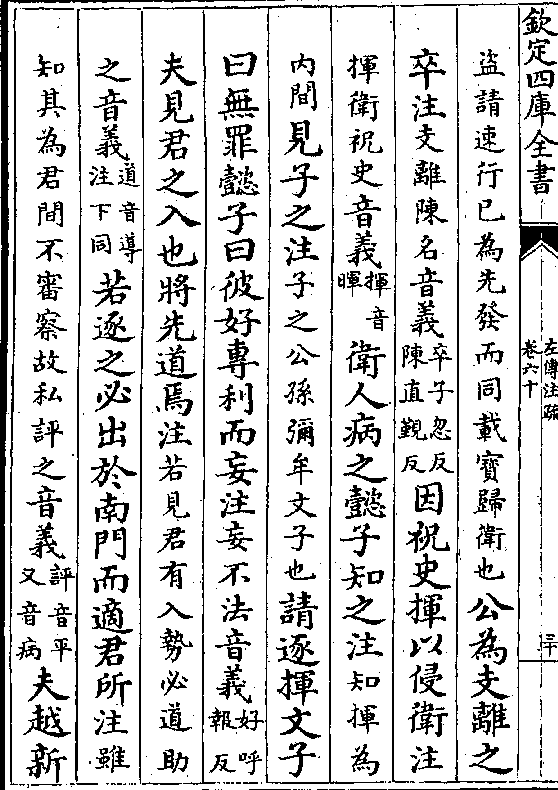 欽定四庫全書
左傳注疏
卷六十
三十
盜請速行已為先發而同載寶歸衛也公為支離之
卒注支離陳名音義卒子忽反陳直覲反因祝史揮以侵衛注
揮衛祝史音義揮音暉衛人病之懿子知之注知揮為
内間見子之注子之公孫彌牟文子也請逐揮文子
曰無罪懿子曰彼好專利而妄注妄不法音義好呼報反
夫見君之入也將先道焉注若見君有入勢必道助
之音義道音導注下同若逐之必出於南門而適君所注雖
知其為君間不審察故私評之音義評音平又音病夫越新